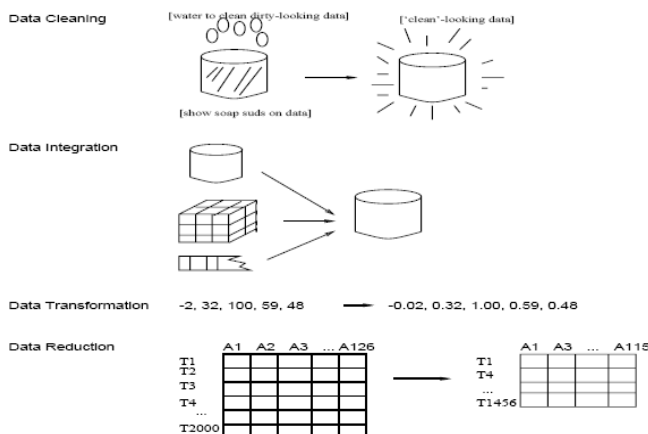 Data Cleaning
[water to clean dirty-looking data]
['clean'-looking data]
[show soap suds on data]
Data Integration
Data Transformation -2, 32, 100, 59, 48 -0.02, 0.32, 1.00, 0.59, 0.48
Data Reduction
A1 A2 A3 ... A126
A1 A3 ... A115
T1
T2
T3
T4
...
T2000
T1
T4
...
T1456